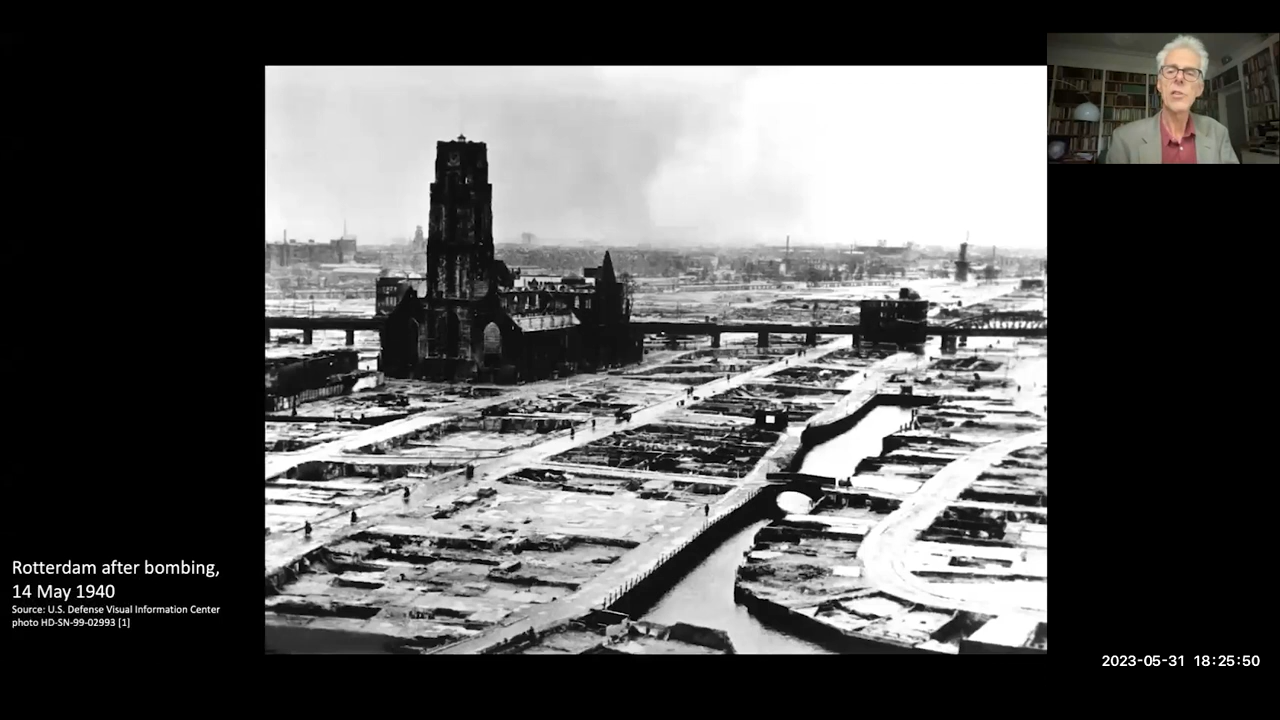 Rotterdam after bombing,
14 May 1940
Source: U.S. Defense Visual Information Center
photo HD-SN-99-02993 [1]
2023-05-31 18:25:50